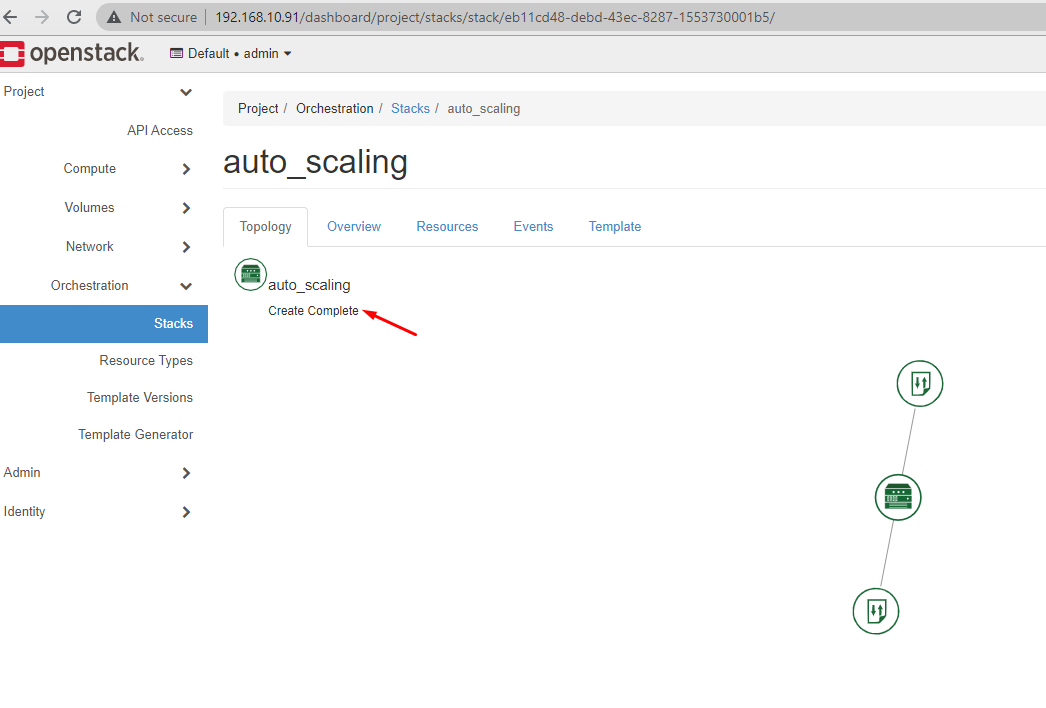 Not secure 192.168.10.91/dashboard/project/stacks/stack/eb11cd48-debd-43ec-8287-1553730001b5/
openstack. Default • admin
Project
API Access
Compute
Volumes
Network
Orchestration
Stacks
Resource Types
Template Versions
Template Generator
Admin
Identity
Project / Orchestration / Stacks / auto_scaling
auto_scaling
Topology Overview Resources Events Template
auto_scaling
Create Complete